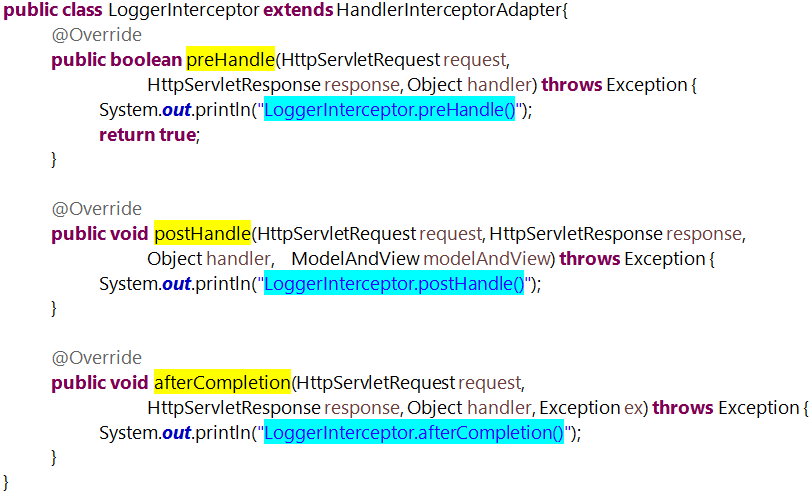 public class LoggerInterceptor extends HandlerInterceptorAdapter{
@Override
public boolean preHandle(HttpServletRequest request,
HttpServletResponse response, Object handler) throws Exception {
System.out.println("LoggerInterceptor.preHandle()");
return true;
}
@Override
public void postHandle(HttpServletRequest request, HttpServletResponse response,
Object handler, ModelAndView modelAndView) throws Exception {
System.out.println("LoggerInterceptor.postHandle()");
}
@Override
public void afterCompletion(HttpServletRequest request,
HttpServletResponse response, Object handler, Exception ex) throws Exception {
System.out.println("LoggerInterceptor.afterCompletion()");
}
}